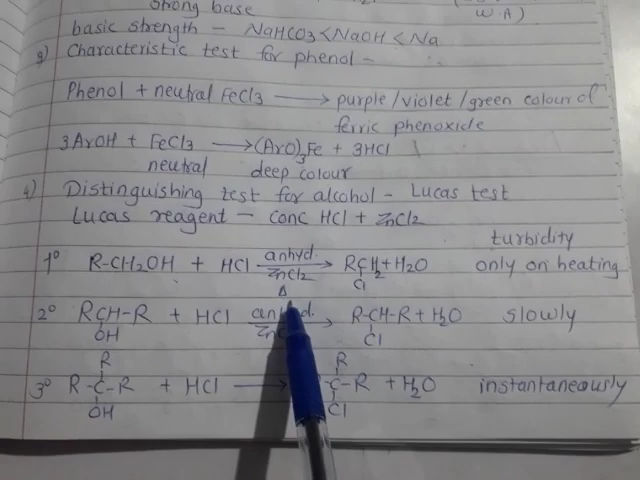 strong base
W.A)
basic strength - NaHCO3 < NaOH < Na
3) Characteristic test for phenol -
Phenol + neutral FeCl3 → purple/violet/green colour of
ferric phenoxide
3ArOH + FeCl3 → (ArO)3Fe + 3HCl
neutral deep colour
4) Distinguishing test for alcohol - Lucas test
Lucas reagent - conc HCl + ZnCl2
turbidity
1° R-CH2OH + HCl anhyd. ZnCl2 Δ → RCH2 + H2O only on heating
Cl
2° RCH-R + HCl → R-CH-R + H2O slowly
OH Cl
R R
3° R-C-R + HCl → C-R + H2O instantaneously
OH Cl